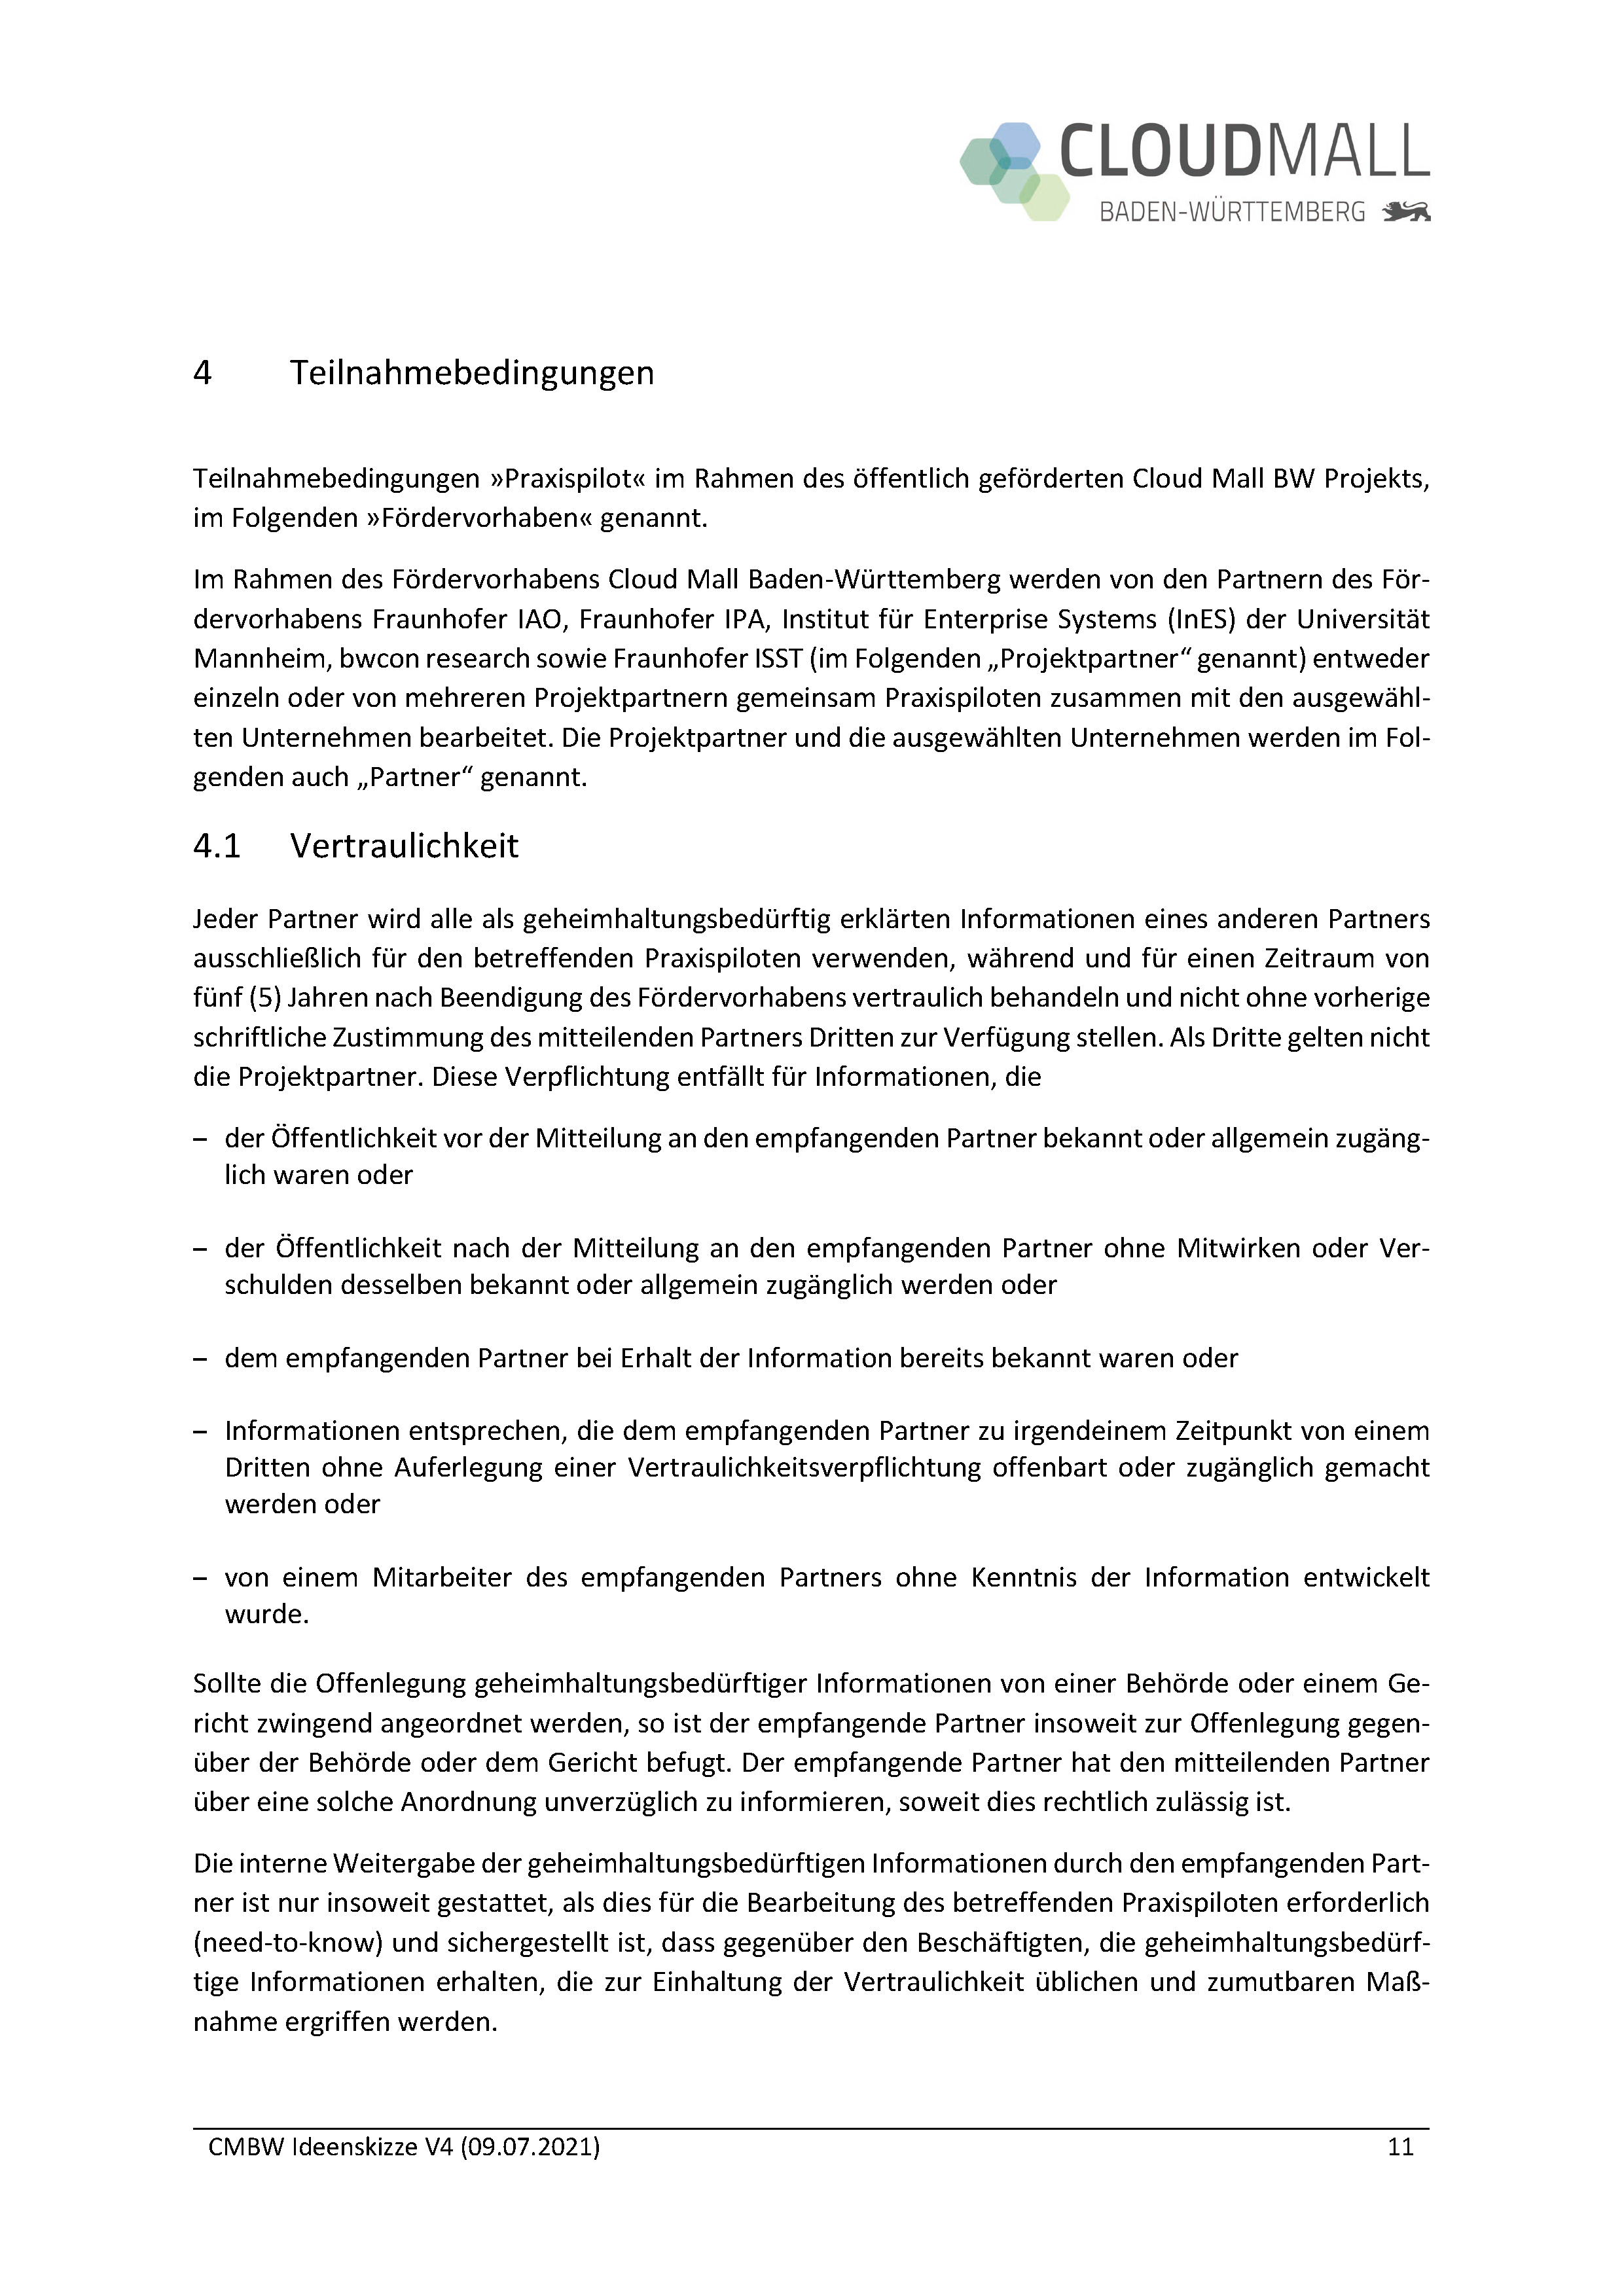 CLOUDMALL
BADEN-WÜRTTEMBERG
4 Teilnahmebedingungen
Teilnahmebedingungen »Praxispilot« im Rahmen des öffentlich geförderten Cloud Mall BW Projekts,
im Folgenden »Fördervorhaben« genannt.
Im Rahmen des Fördervorhabens Cloud Mall Baden-Württemberg werden von den Partnern des För-
dervorhabens Fraunhofer IAO, Fraunhofer IPA, Institut für Enterprise Systems (InES) der Universität
Mannheim, bwcon research sowie Fraunhofer ISST (im Folgenden „Projektpartner“ genannt) entweder
einzeln oder von mehreren Projektpartnern gemeinsam Praxispiloten zusammen mit den ausgewähl-
ten Unternehmen bearbeitet. Die Projektpartner und die ausgewählten Unternehmen werden im Fol-
genden auch „Partner“ genannt.
4.1 Vertraulichkeit
Jeder Partner wird alle als geheimhaltungsbedürftig erklärten Informationen eines anderen Partners
ausschließlich für den betreffenden Praxispiloten verwenden, während und für einen Zeitraum von
fünf (5) Jahren nach Beendigung des Fördervorhabens vertraulich behandeln und nicht ohne vorherige
schriftliche Zustimmung des mitteilenden Partners Dritten zur Verfügung stellen. Als Dritte gelten nicht
die Projektpartner. Diese Verpflichtung entfällt für Informationen, die
– der Öffentlichkeit vor der Mitteilung an den empfangenden Partner bekannt oder allgemein zugäng-
lich waren oder
– der Öffentlichkeit nach der Mitteilung an den empfangenden Partner ohne Mitwirken oder Ver-
schulden desselben bekannt oder allgemein zugänglich werden oder
– dem empfangenden Partner bei Erhalt der Information bereits bekannt waren oder
– Informationen entsprechen, die dem empfangenden Partner zu irgendeinem Zeitpunkt von einem
Dritten ohne Auferlegung einer Vertraulichkeitsverpflichtung offenbart oder zugänglich gemacht
werden oder
– von einem Mitarbeiter des empfangenden Partners ohne Kenntnis der Information entwickelt
wurde.
Sollte die Offenlegung geheimhaltungsbedürftiger Informationen von einer Behörde oder einem Ge-
richt zwingend angeordnet werden, so ist der empfangende Partner insoweit zur Offenlegung gegen-
über der Behörde oder dem Gericht befugt. Der empfangende Partner hat den mitteilenden Partner
über eine solche Anordnung unverzüglich zu informieren, soweit dies rechtlich zulässig ist.
Die interne Weitergabe der geheimhaltungsbedürftigen Informationen durch den empfangenden Part-
ner ist nur insoweit gestattet, als dies für die Bearbeitung des betreffenden Praxispiloten erforderlich
(need-to-know) und sichergestellt ist, dass gegenüber den Beschäftigten, die geheimhaltungsbedürf-
tige Informationen erhalten, die zur Einhaltung der Vertraulichkeit üblichen und zumutbaren Maß-
nahme ergriffen werden.
CMBW Ideenskizze V4 (09.07.2021) 11